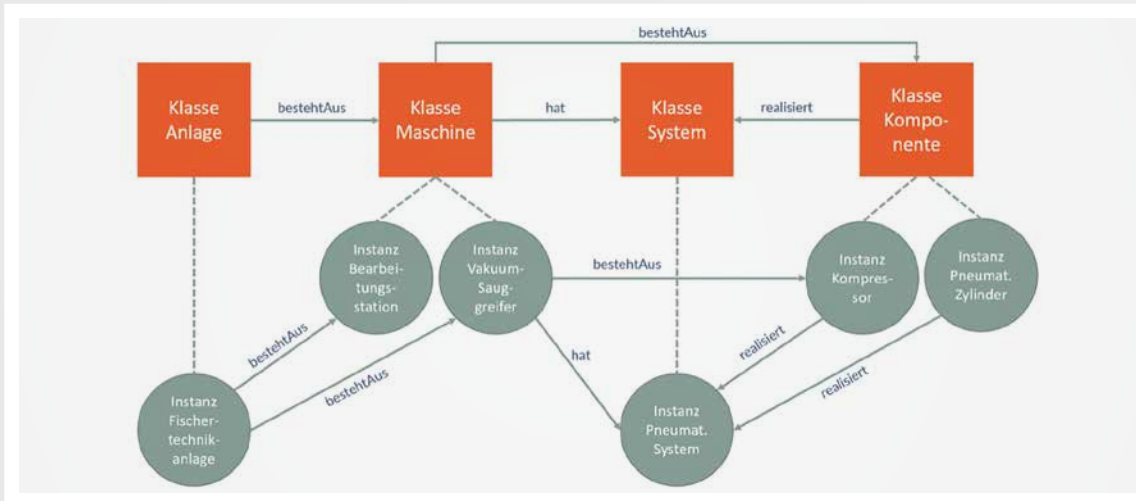 bestehtAus
Klasse
Anlage
bestehtAus
Klasse
Maschine
hat
Klasse
System
realisiert
Klasse
Kompo-
nente
Instanz
Bearbei-
tungs-
station
Instanz
Vakuum-
Saug-
greifer
bestehtAus
Instanz
Kompres-
sor
Instanz
Pneumat.
Zylinder
bestehtAus
bestehtAus
hat
realisiert
realisiert
Instanz
Fischer-
technik-
anlage
Instanz
Pneumat.
System